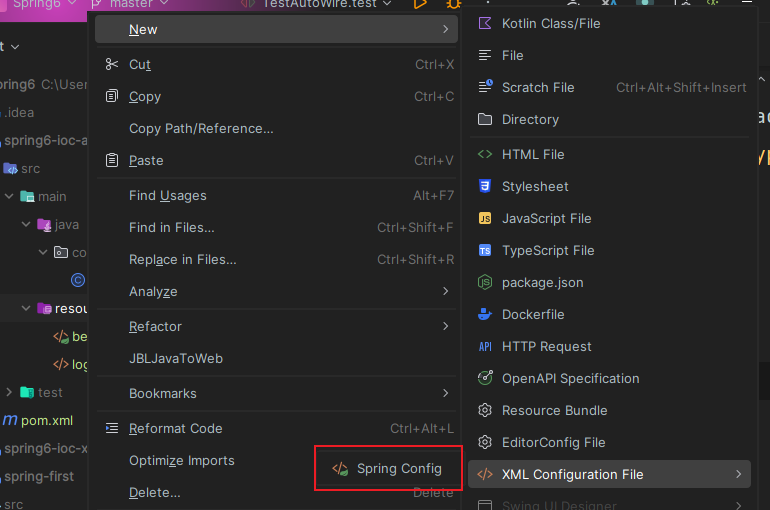 Spring6
master
TestAutoWire.test
pring6 C:\User
.idea
spring6-ioc-a
src
main
java
co
resou
be
log
test
pom.xml
spring6-ioc-x
spring-first
src
New
Cut Ctrl+X
Copy Ctrl+C
Copy Path/Reference...
Paste Ctrl+V
Find Usages Alt+F7
Find in Files... Ctrl+Shift+F
Replace in Files... Ctrl+Shift+R
Analyze
Refactor
JBLJavaToWeb
Bookmarks
Reformat Code Ctrl+Alt+L
Optimize Imports
Delete... Delete
Spring Config
Kotlin Class/File
File
Scratch File Ctrl+Alt+Shift+Insert
Directory
HTML File
Stylesheet
JavaScript File
TypeScript File
package.json
Dockerfile
HTTP Request
OpenAPI Specification
Resource Bundle
EditorConfig File
XML Configuration File
Swing UI Designer